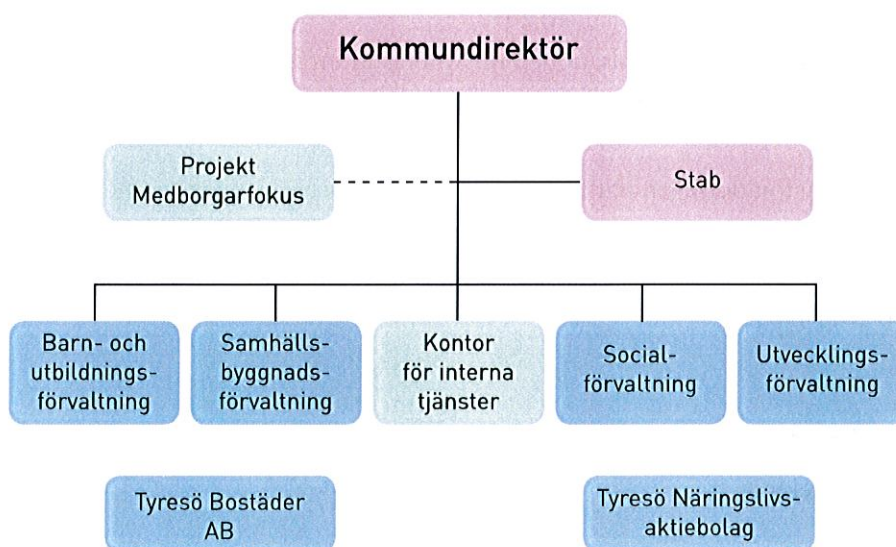 Kommundirektör
Projekt
Medborgarfokus
Stab
Barn- och
utbildnings-
förvaltning
Samhälls-
byggnads-
förvaltning
Kontor
för interna
tjänster
Social-
förvaltning
Utvecklings-
förvaltning
Tyresö Bostäder
AB
Tyresö Näringslivs-
aktiebolag